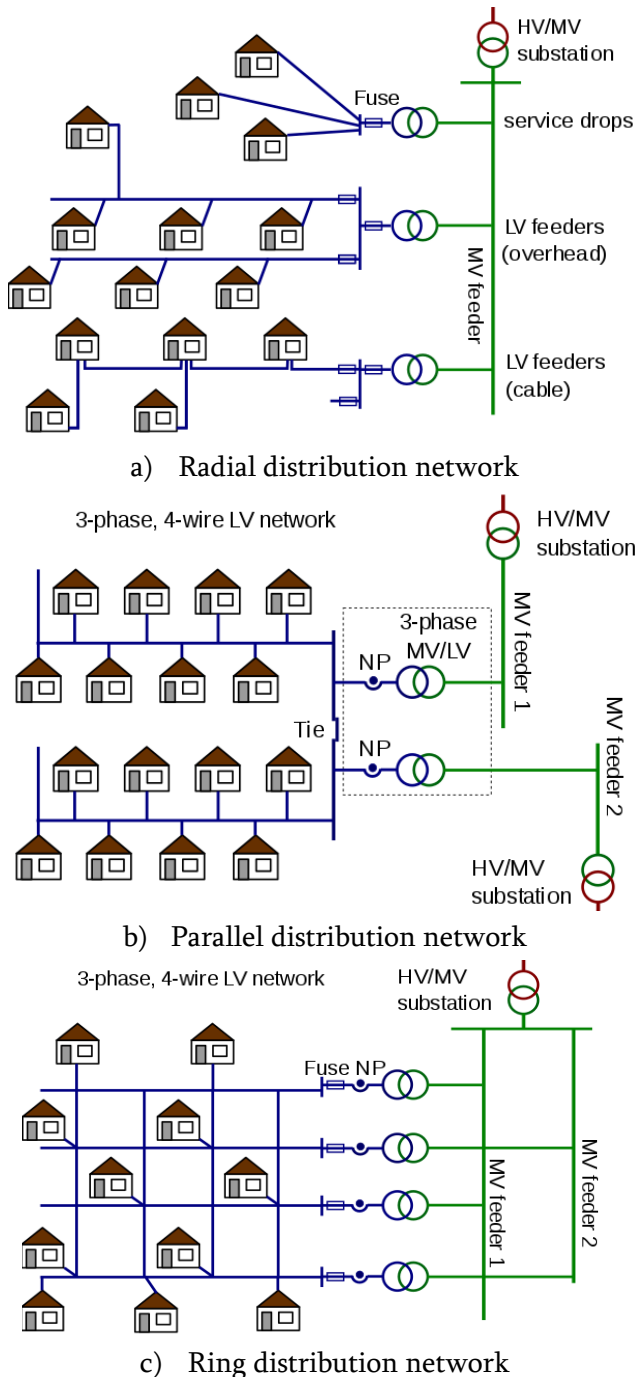 HV/MV
substation
Fuse
service drops
LV feeders
(overhead)
MV feeder
LV feeders
(cable)
a) Radial distribution network
3-phase, 4-wire LV network
HV/MV
substation
MV feeder 1
3-phase
MV/LV
NP
Tie
NP
MV feeder 2
HV/MV
substation
b) Parallel distribution network
3-phase, 4-wire LV network
HV/MV
substation
Fuse NP
MV feeder 1
MV feeder 2
c) Ring distribution network